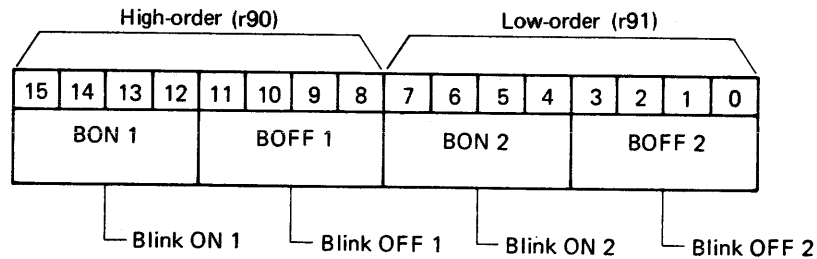 High-order (r90) Low-order (r91)
15 14 13 12 11 10 9 8 7 6 5 4 3 2 1 0
BON 1 BOFF 1 BON 2 BOFF 2
Blink ON 1 Blink OFF 1 Blink ON 2 Blink OFF 2